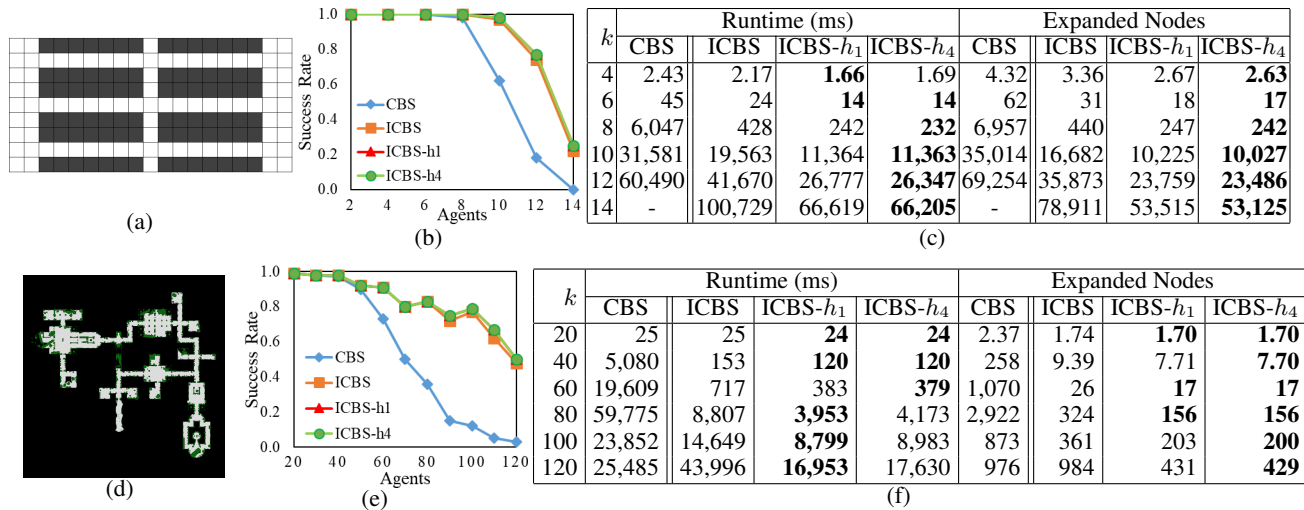 1.0
0.8
0.6
0.4
0.2
0.0
Success Rate
CBS
ICBS
ICBS-h1
ICBS-h4
2 4 6 8 10 12 14
Agents
(a)
(b)
k Runtime (ms) Expanded Nodes
CBS ICBS ICBS-h₁ ICBS-h₄ CBS ICBS ICBS-h₁ ICBS-h₄
4 2.43 2.17 1.66 1.69 4.32 3.36 2.67 2.63
6 45 24 14 14 62 31 18 17
8 6,047 428 242 232 6,957 440 247 242
10 31,581 19,563 11,364 11,363 35,014 16,682 10,225 10,027
12 60,490 41,670 26,777 26,347 69,254 35,873 23,759 23,486
14 - 100,729 66,619 66,205 - 78,911 53,515 53,125
(c)
(d)
1.0
0.8
0.6
0.4
0.2
0.0
Success Rate
CBS
ICBS
ICBS-h1
ICBS-h4
20 40 60 80 100 120
Agents
(e)
k Runtime (ms) Expanded Nodes
CBS ICBS ICBS-h₁ ICBS-h₄ CBS ICBS ICBS-h₁ ICBS-h₄
20 25 25 24 24 2.37 1.74 1.70 1.70
40 5,080 153 120 120 258 9.39 7.71 7.70
60 19,609 717 383 379 1,070 26 17 17
80 59,775 8,807 3,953 4,173 2,922 324 156 156
100 23,852 14,649 8,799 8,983 873 361 203 200
120 25,485 43,996 16,953 17,630 976 984 431 429
(f)